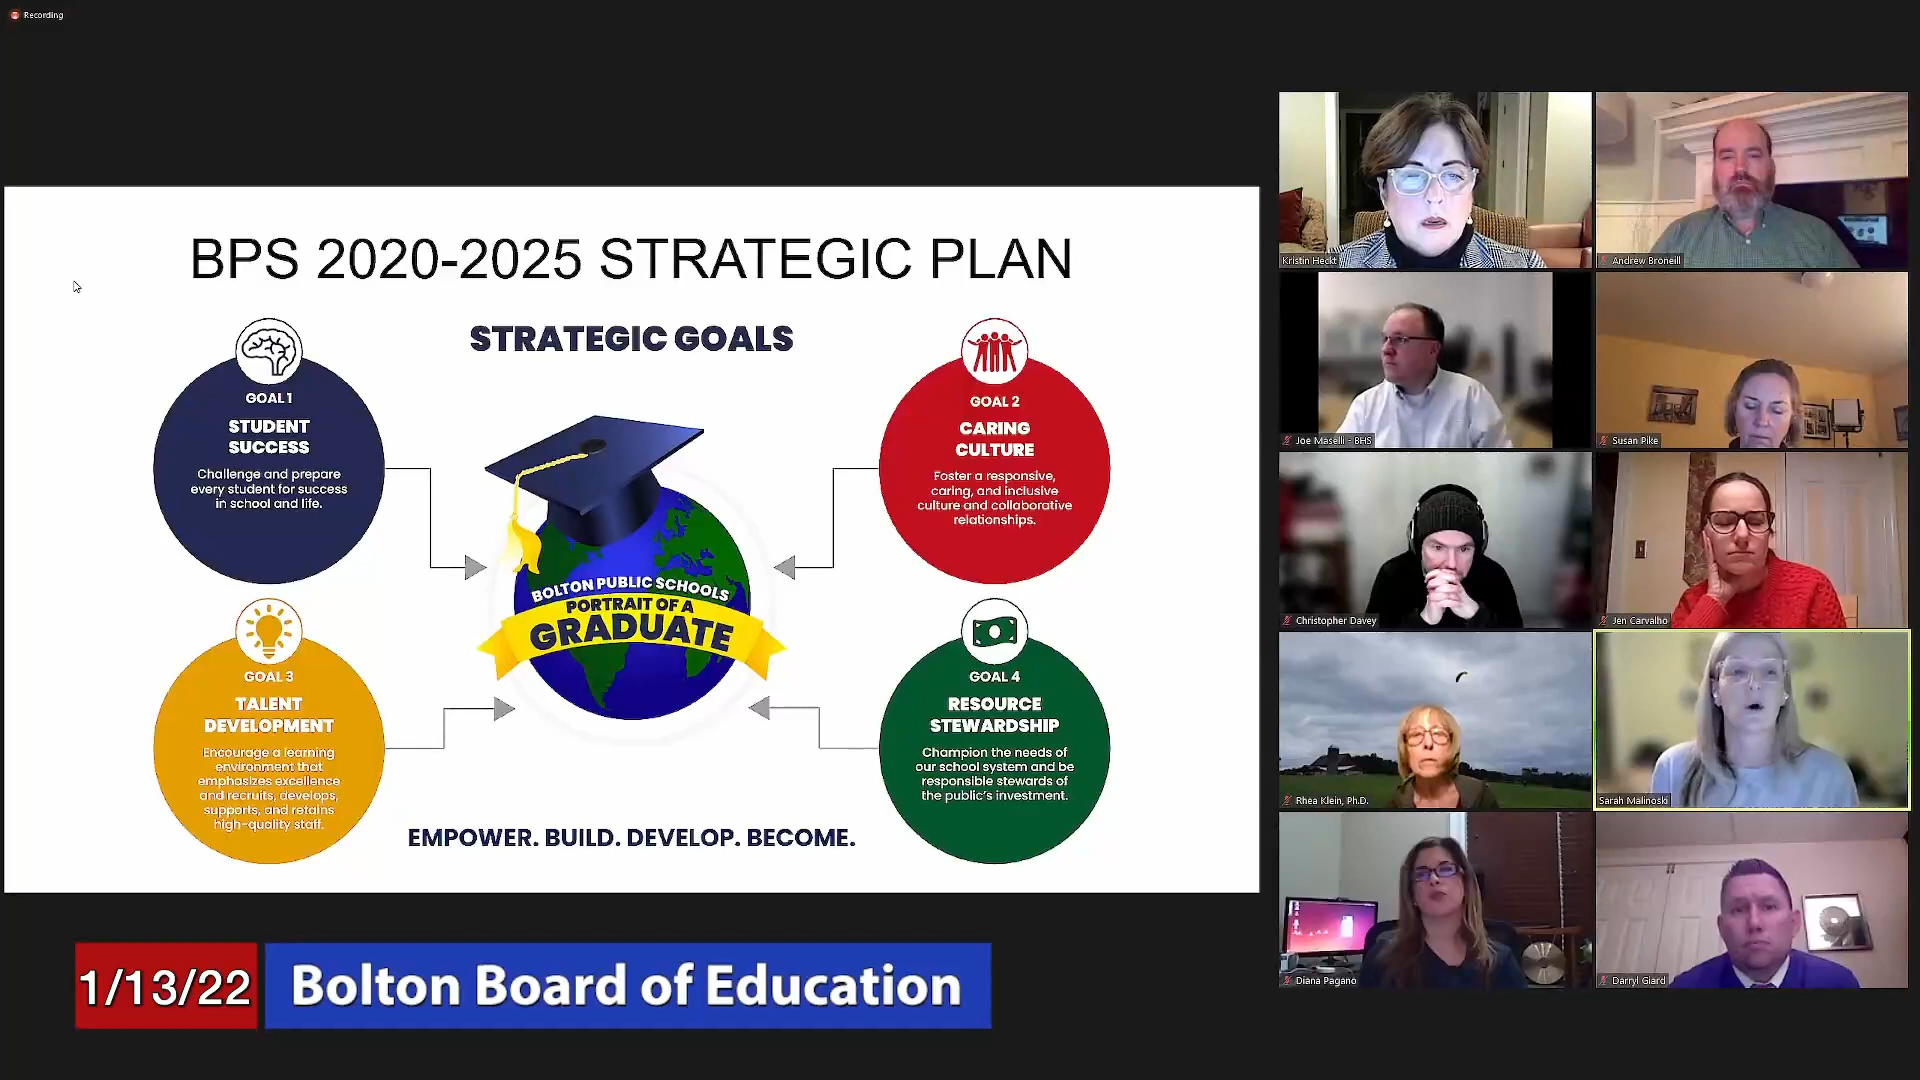 Recording
BPS 2020-2025 STRATEGIC PLAN
STRATEGIC GOALS
GOAL 1
STUDENT
SUCCESS
Challenge and prepare
every student for success
in school and life.
GOAL 2
CARING
CULTURE
Foster a responsive,
caring, and inclusive
culture and collaborative
relationships.
BOLTON PUBLIC SCHOOLS
PORTRAIT OF A
GRADUATE
GOAL 3
TALENT
DEVELOPMENT
Encourage a learning
environment that
emphasizes excellence
and recruits, develops,
supports, and retains
high-quality staff.
GOAL 4
RESOURCE
STEWARDSHIP
Champion the needs of
our school system and be
responsible stewards of
the public's investment.
EMPOWER. BUILD. DEVELOP. BECOME.
Kristin Heckt
Andrew Broneill
Joe Maselli - BHS
Susan Pike
Christopher Davey
Jen Carvalho
Rhea Klein, Ph.D.
Sarah Malinoski
Diana Pagano
Darryl Giard
1/13/22
Bolton Board of Education